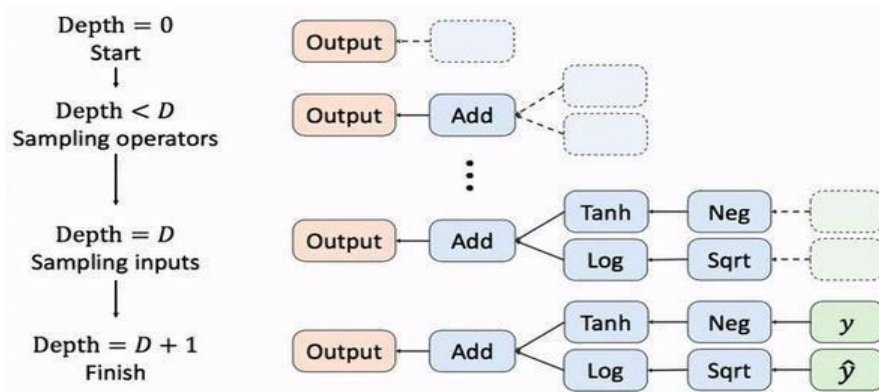 Depth = 0
Start
Output
Depth < D
Sampling operators
Output Add
⋮
Depth = D
Sampling inputs
Output Add Tanh Neg
Log Sqrt
Depth = D + 1
Finish
Output Add Tanh Neg y
Log Sqrt ŷ